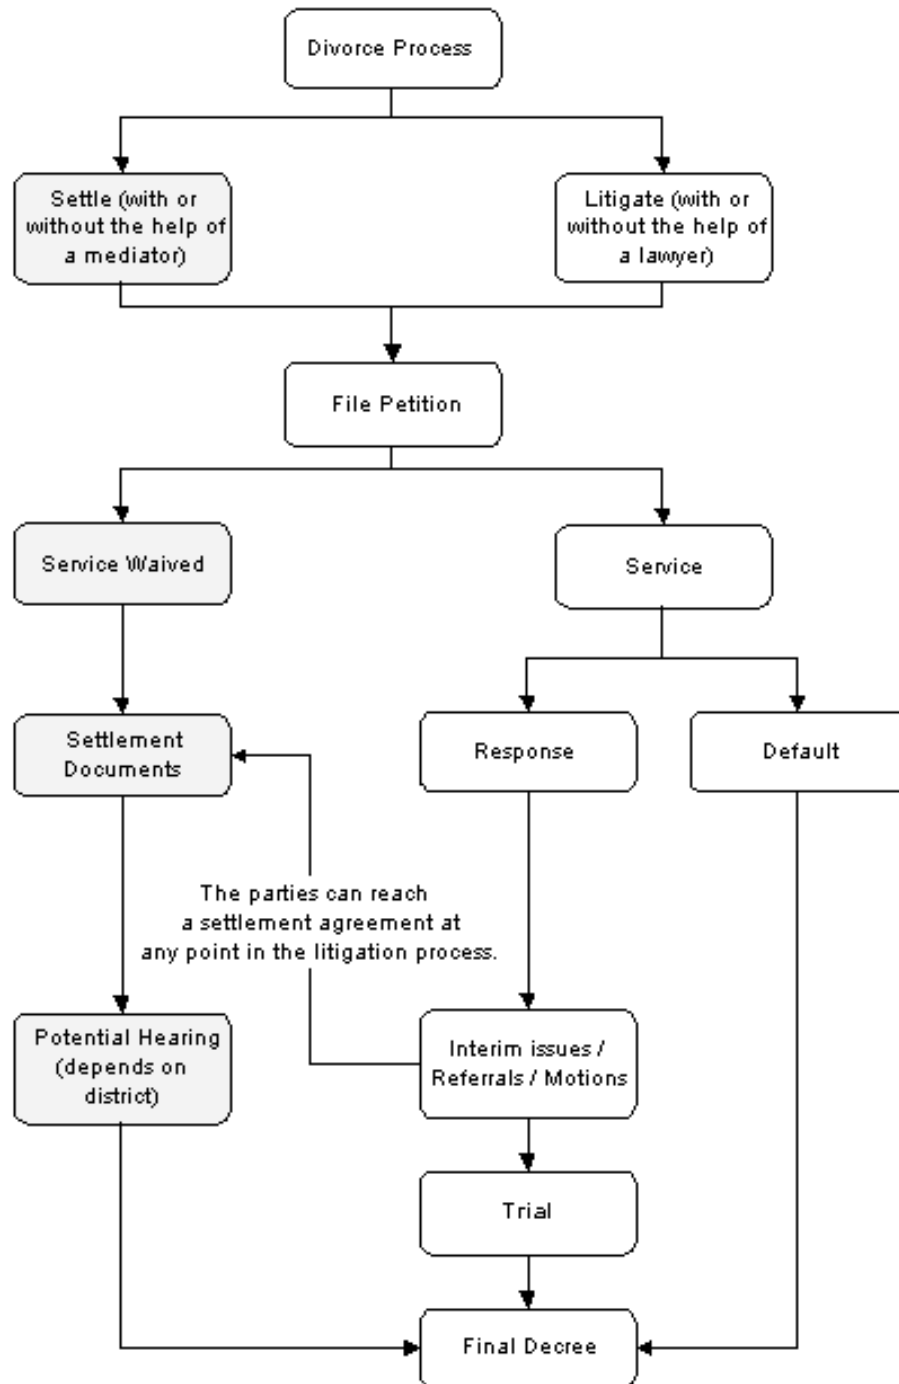 Divorce Process
Settle (with or
without the help of
a mediator)
Litigate (with or
without the help of
a lawyer)
File Petition
Service Waived
Service
Settlement
Documents
Response
Default
The parties can reach
a settlement agreement at
any point in the litigation process.
Potential Hearing
(depends on
district)
Interim issues /
Referrals / Motions
Trial
Final Decree